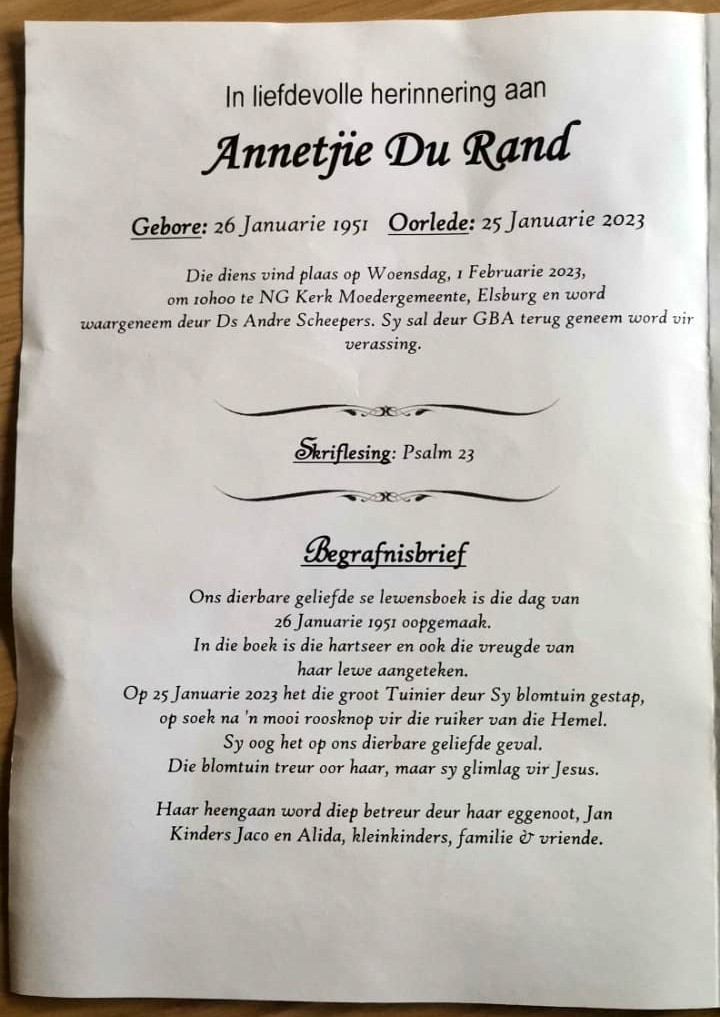 In liefdevolle herinnering aan
Annetjie Du Rand
Gebore: 26 Januarie 1951 Oorlede: 25 Januarie 2023
Die diens vind plaas op Woensdag, 1 Februarie 2023,
om 10h00 te NG Kerk Moedergemeente, Elsburg en word
waargeneem deur Ds Andre Scheepers. Sy sal deur GBA terug geneem word vir
verassing.
Skriflesing: Psalm 23
Begrafnisbrief
Ons dierbare geliefde se lewensboek is die dag van
26 Januarie 1951 oopgemaak.
In die boek is die hartseer en ook die vreugde van
haar lewe aangeteken.
Op 25 Januarie 2023 het die groot Tuinier deur Sy blomtuin gestap,
op soek na 'n mooi roosknop vir die ruiker van die Hemel.
Sy oog het op ons dierbare geliefde geval.
Die blomtuin treur oor haar, maar sy glimlag vir Jesus.
Haar heengaan word diep betreur deur haar eggenoot, Jan
Kinders Jaco en Alida, kleinkinders, familie & vriende.